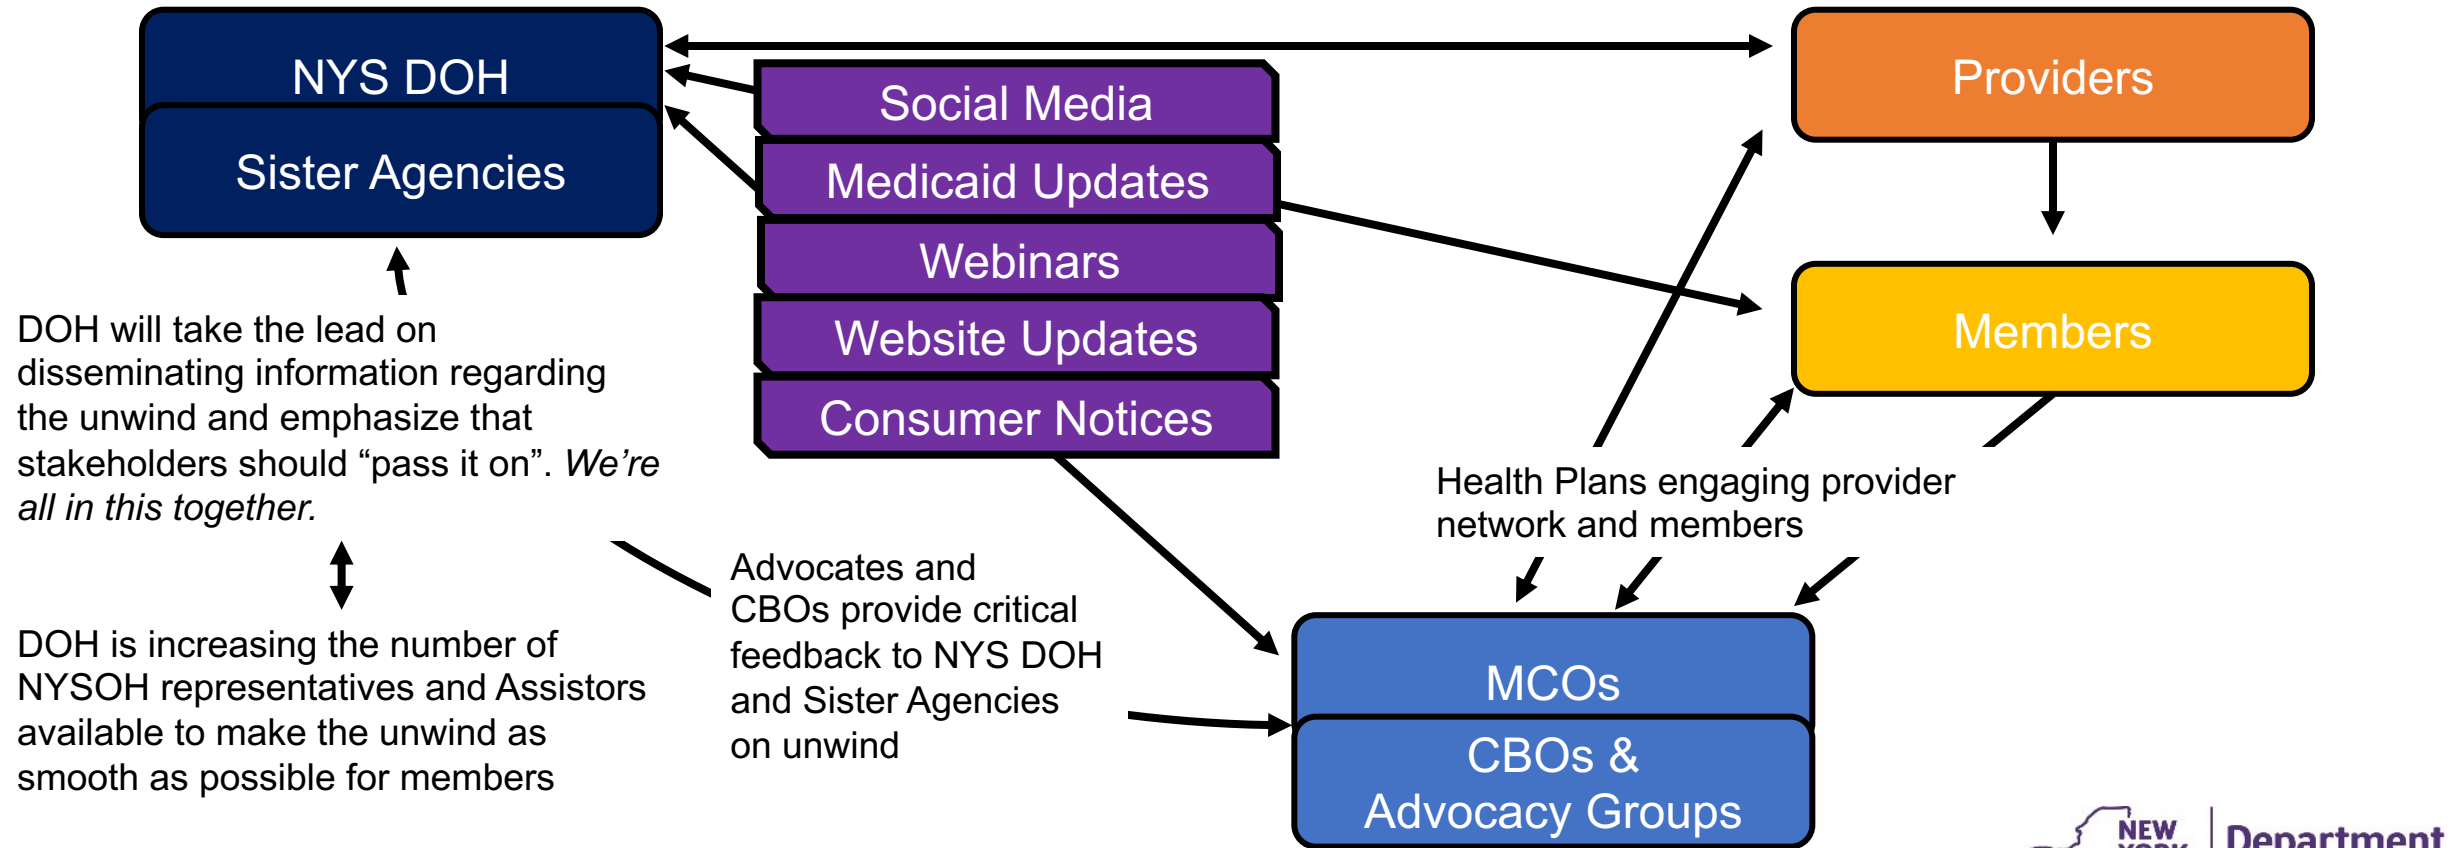 NYS DOH
Sister Agencies
Social Media
Medicaid Updates
Webinars
Website Updates
Consumer Notices
Providers
Members
DOH will take the lead on
disseminating information regarding
the unwind and emphasize that
stakeholders should “pass it on”. We’re
all in this together.
DOH is increasing the number of
NYSOH representatives and Assistors
available to make the unwind as
smooth as possible for members
Advocates and
CBOs provide critical
feedback to NYS DOH
and Sister Agencies
on unwind
Health Plans engaging provider
network and members
MCOs
CBOs &
Advocacy Groups
NEW
YORK
Department